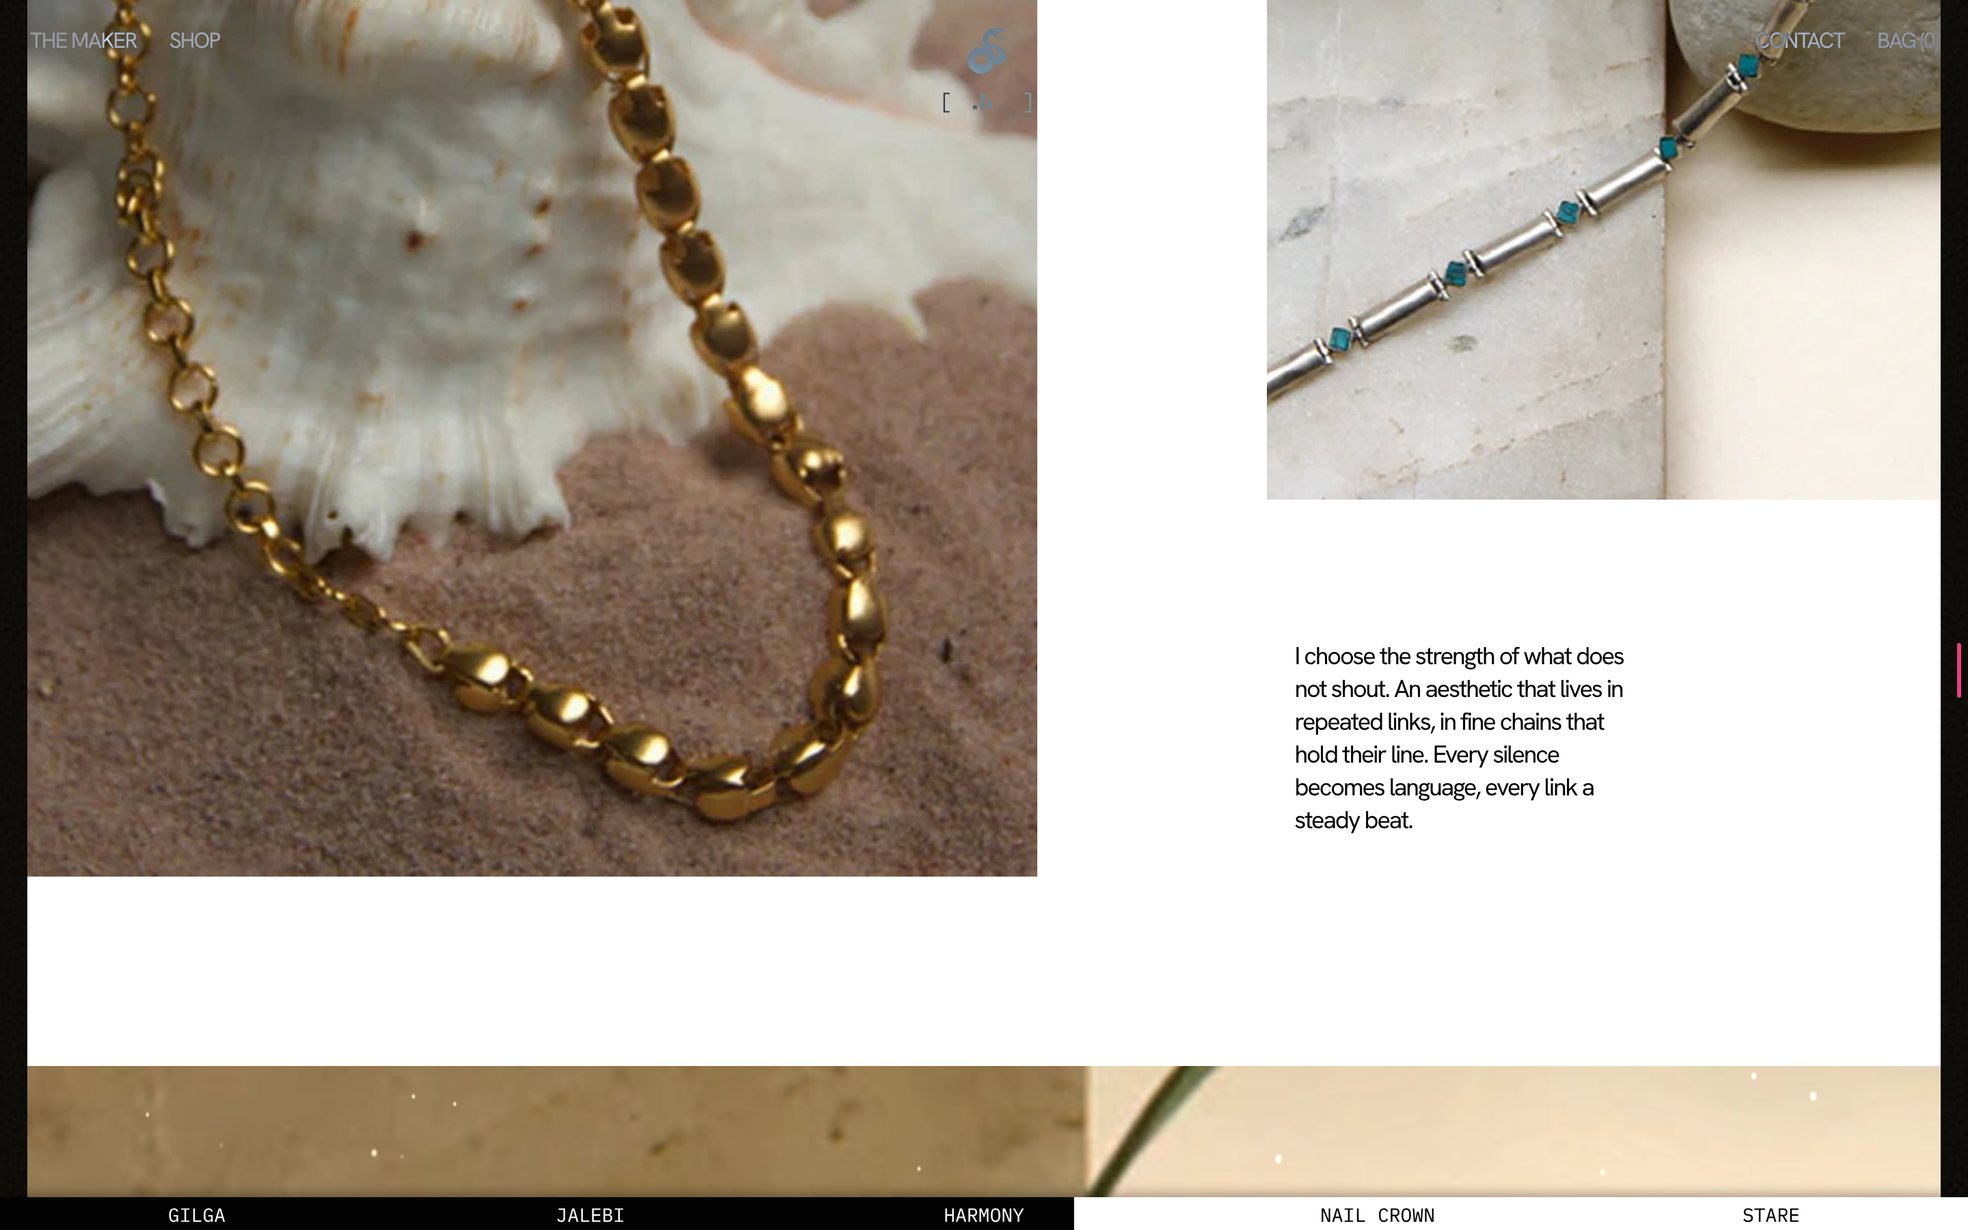 THE MAKER SHOP
CONTACT BAG (0)
I choose the strength of what does
not shout. An aesthetic that lives in
repeated links, in fine chains that
hold their line. Every silence
becomes language, every link a
steady beat.
GILGA JALEBI HARMONY NAIL CROWN STARE